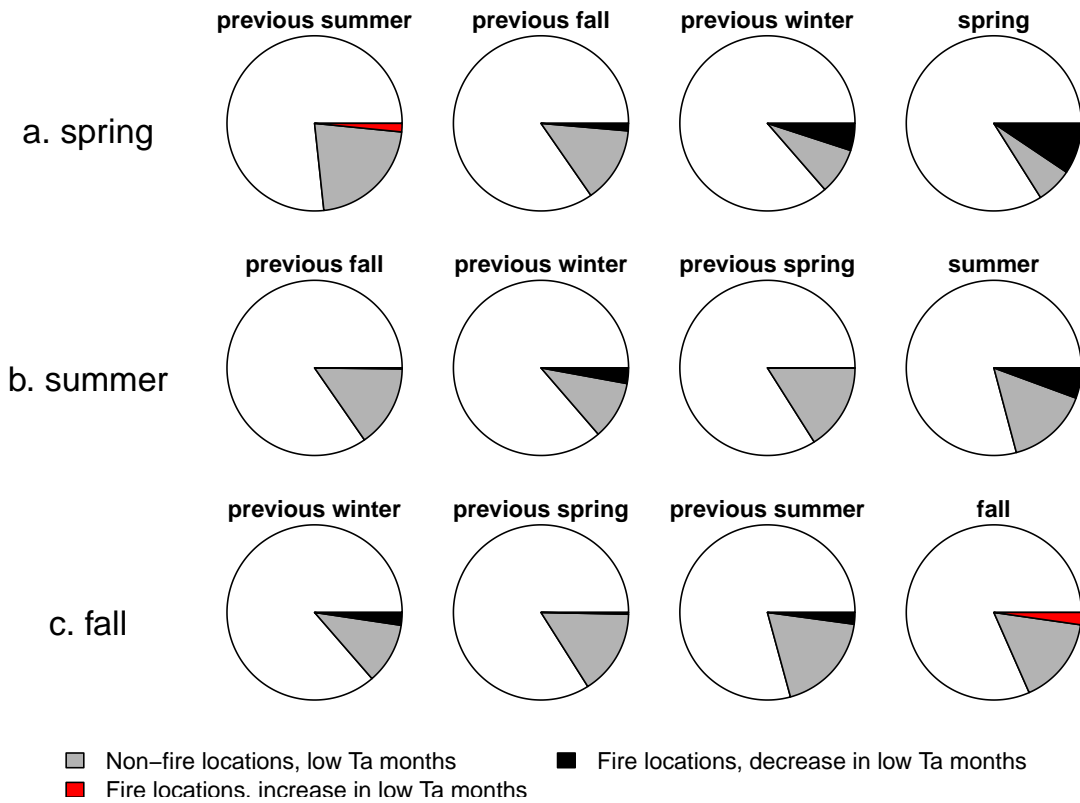 previous summer previous fall previous winter spring
a. spring
previous fall previous winter previous spring summer
b. summer
previous winter previous spring previous summer fall
c. fall
Non−fire locations, low Ta months Fire locations, decrease in low Ta months
Fire locations, increase in low Ta months